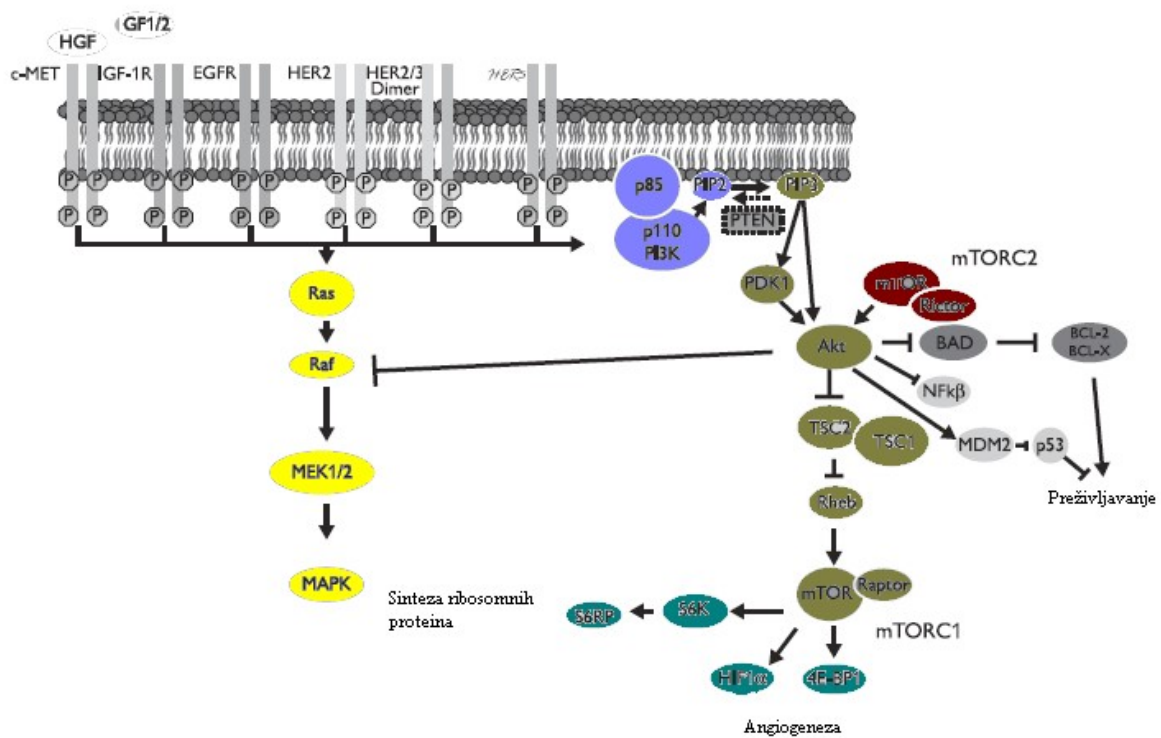 HGF
GF1/2
c-MET
IGF-1R
EGFR
HER2
HER2/3
Dimer
HER3
P P P P P P P P P P P P
P P P P P P P P P P P P
p85
PIP2
PIP3
PTEN
p110
PI3K
PDK1
mTORC2
mTOR
Rictor
Ras
Raf
Akt
BAD
BCL-2
BCL-X
NFkβ
TSC2
TSC1
MDM2
p53
MEK1/2
Rheb
Preživljavanje
MAPK
mTOR
Raptor
Sinteza ribosomnih
proteina
S6RP
S6K
mTORC1
HIF1α
4E-BP1
Angiogeneza